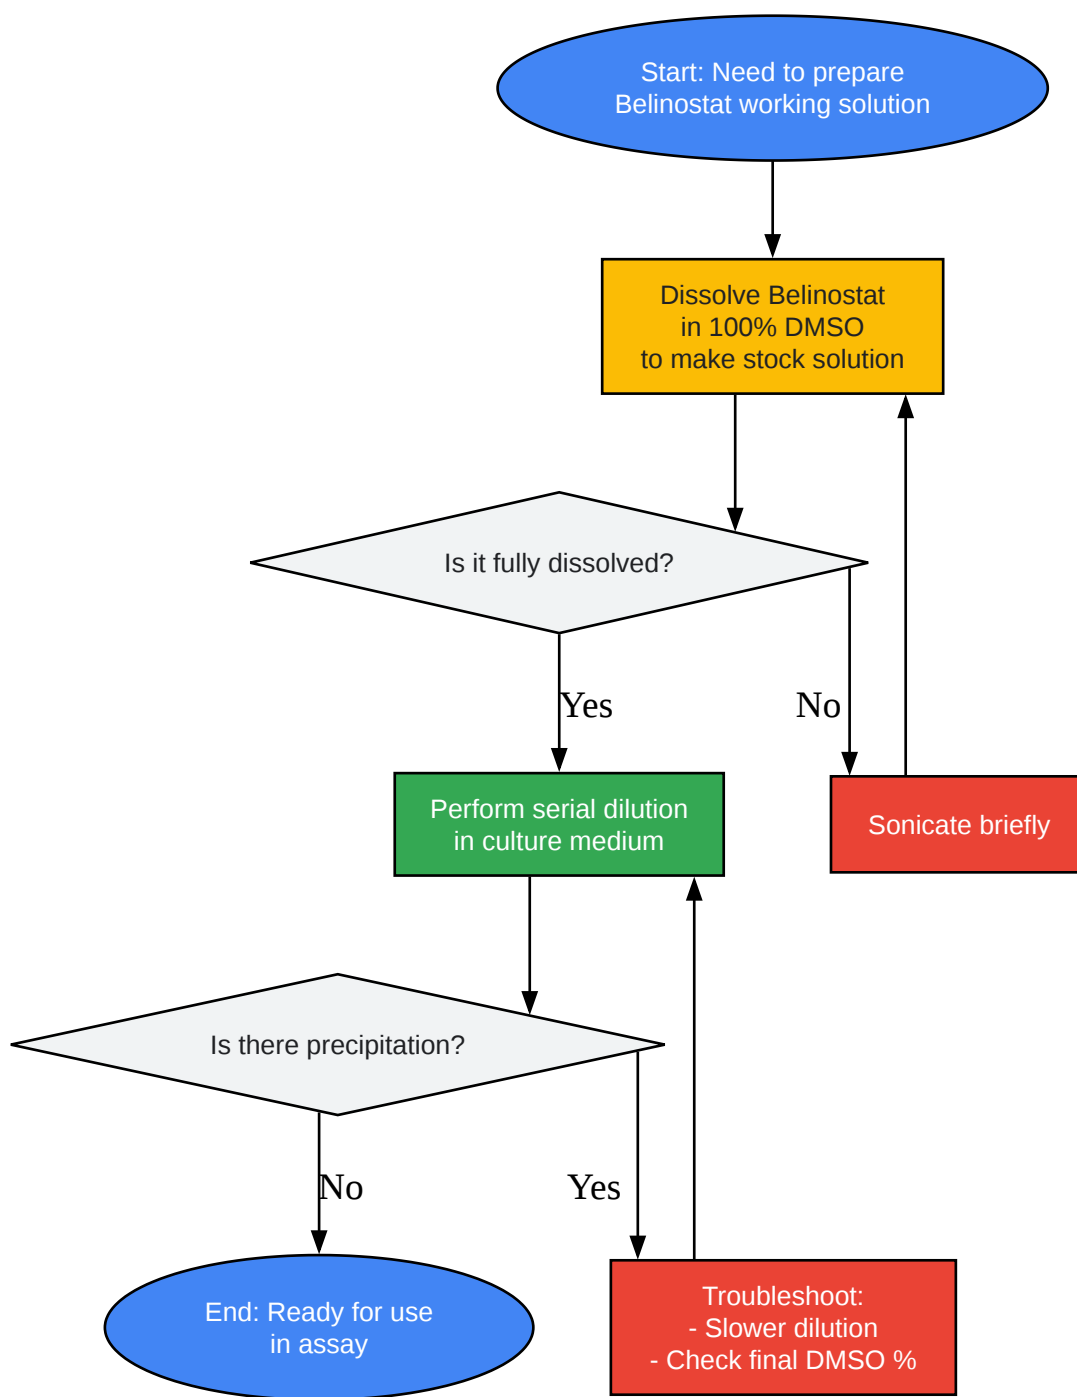 Start: Need to prepare
Belinostat working solution
Dissolve Belinostat
in 100% DMSO
to make stock solution
Is it fully dissolved?
Yes
No
Perform serial dilution
in culture medium
Sonicate briefly
Is there precipitation?
No
Yes
End: Ready for use
in assay
Troubleshoot:
- Slower dilution
- Check final DMSO %